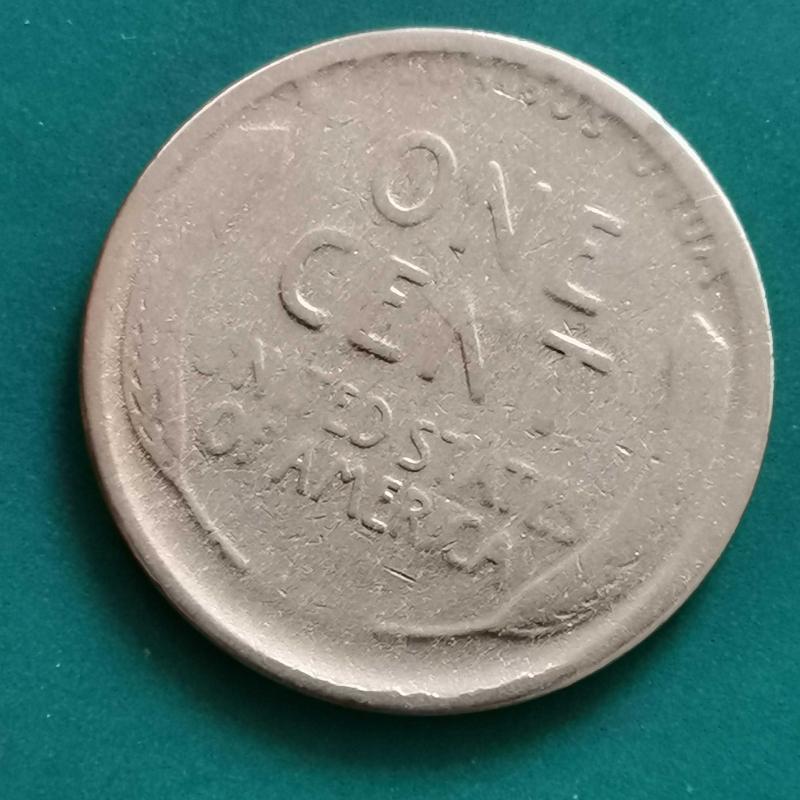 ONE
CENT
UNITED STATES
OF AMERICA